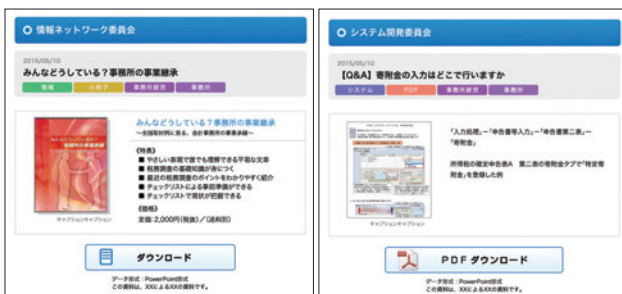 情報ネットワーク委員会
2015/05/10
みんなどうしている?事務所の事業継承
情報 小冊子 事務所経営 事務所
みんなどうしている?事務所の事業継承
〜全国取材例に見る、会計事務所の事業承継〜
《特長》
■ やさしい表現で誰でも理解できる平易な文章
■ 税務調査の基礎知識が身につく
■ 最近の税務調査のポイントをわかりやすく紹介
■ チェックリストによる事前準備ができる
■ チェックリストで現状が把握できる
《価格》
定価:2,000円(税抜)/(送料別)
キャプションキャプション
ダウンロード
データ形式:PowerPoint形式
この資料は、XXによるXXの資料です。
システム開発委員会
2015/05/10
【Q&A】寄附金の入力はどこで行いますか
システム PDF 事務所経営 事務所
「入力処理」−「申告書等入力」−「申告書第二表」−
「寄附金」
所得税の確定申告表A 第二表の寄附金タブで「特定寄
附金」を登録した例
キャプションキャプション
PDF ダウンロード
データ形式:PowerPoint形式
この資料は、XXによるXXの資料です。